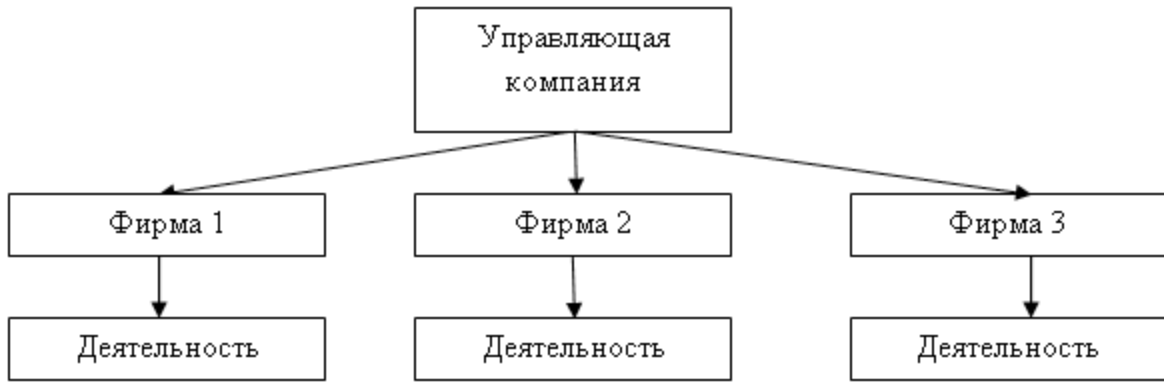 Управляющая
компания
Фирма 1
Фирма 2
Фирма 3
Деятельность
Деятельность
Деятельность